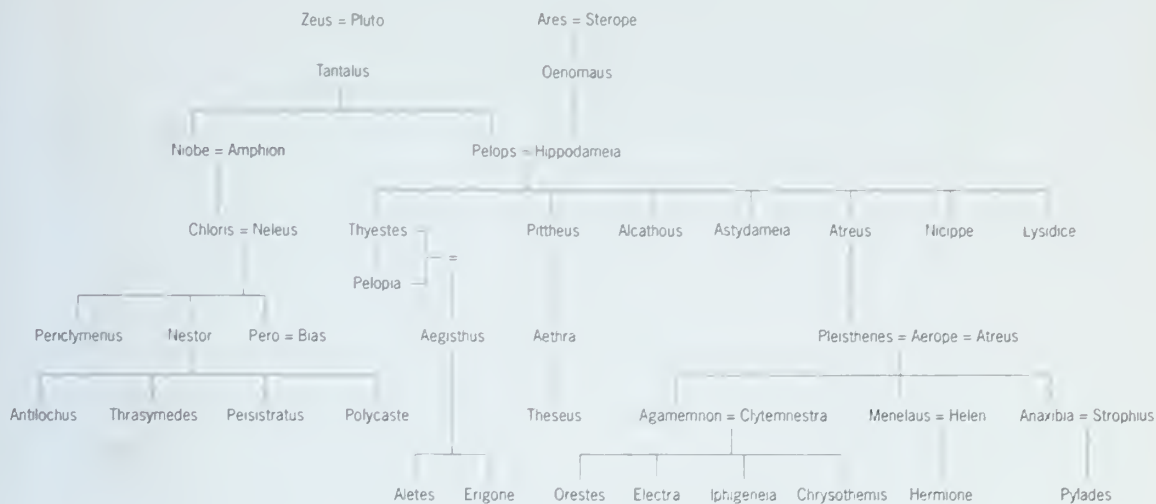 Zeus = Pluto Ares = Sterope
Tantalus Oenomaus
Niobe = Amphion Pelops = Hippodameia
Chloris = Neleus Thyestes Pittheus Alcathous Astydameia Atreus Nicippe Lysidice
=
Pelopia
Periclymenus Nestor Pero = Bias Aegisthus Aethra Pleisthenes = Aerope = Atreus
Antilochus Thrasymedes Peisistratus Polycaste Theseus Agamemnon = Clytemnestra Menelaus = Helen Anaxibia = Strophius
Aletes Erigone Orestes Electra Iphigeneia Chrysothemis Hermione Pylades